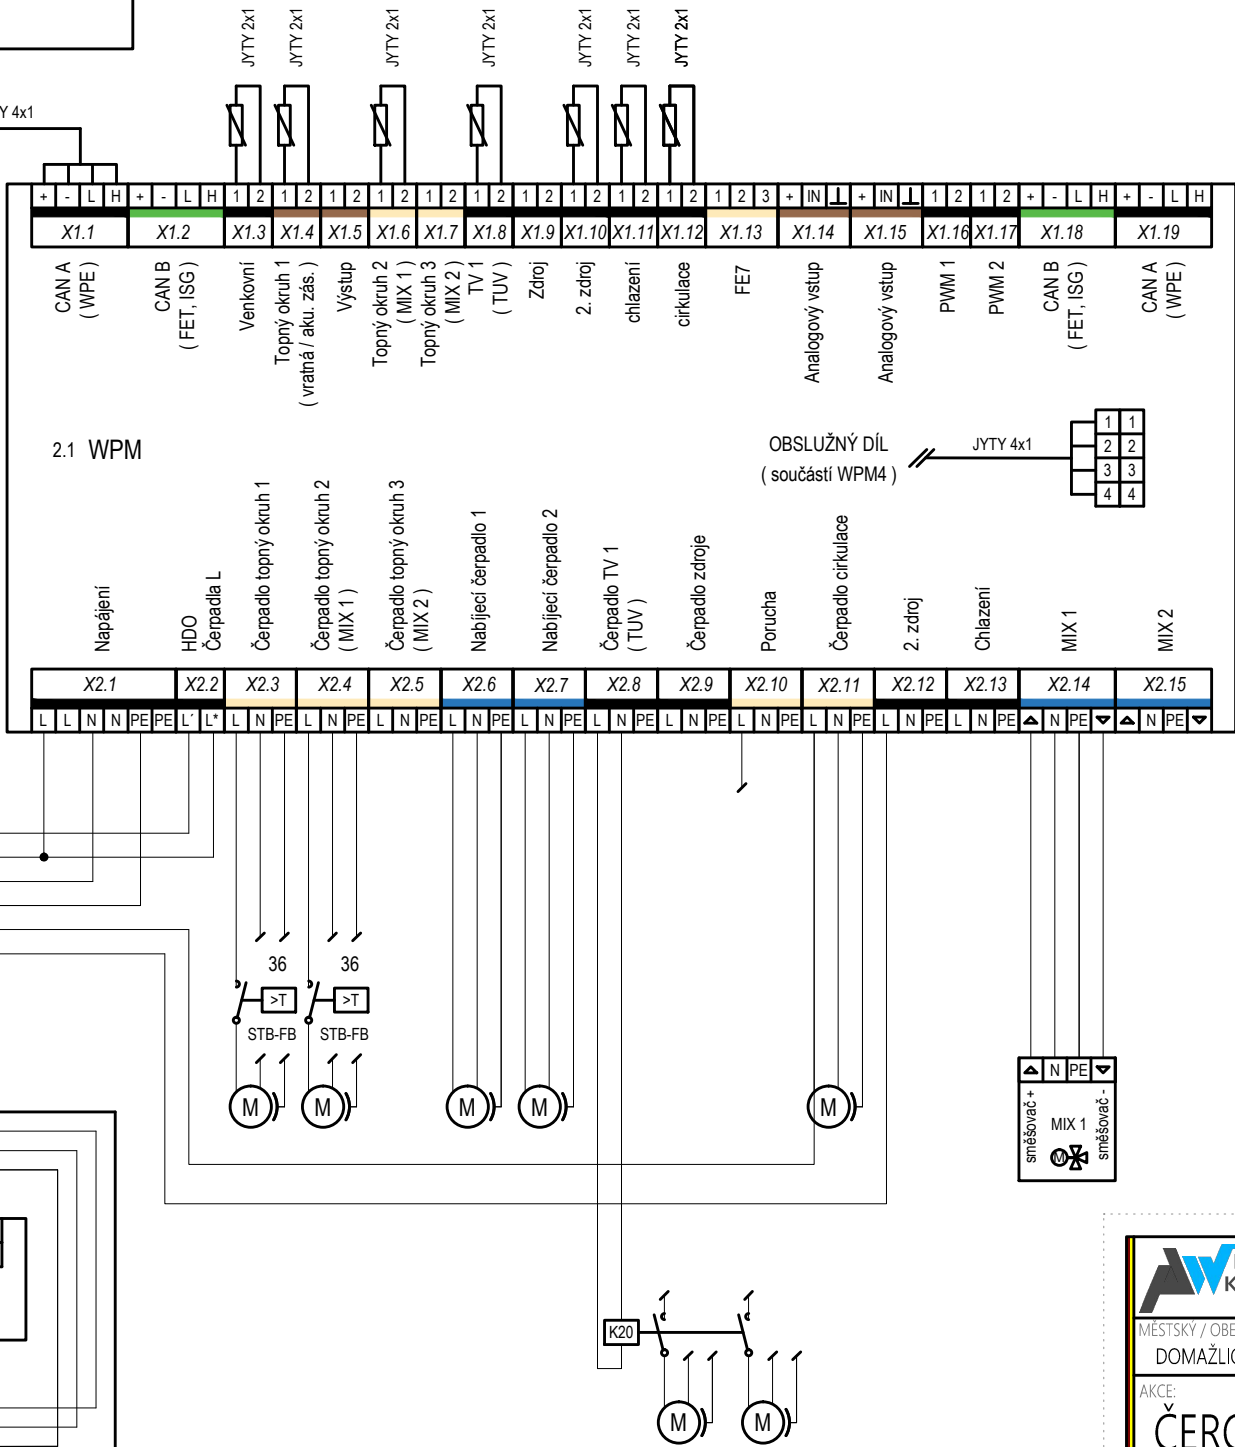 JYTY 2x1 JYTY 2x1 JYTY 2x1 JYTY 2x1 JYTY 2x1 JYTY 2x1 JYTY 2x1
Y 4x1
+ - L H + - L H 1 2 1 2 1 2 1 2 1 2 1 2 1 2 1 2 1 2 1 2 1 2 3 + IN ⊥ + IN ⊥ 1 2 1 2 + - L H + - L H
X1.1 X1.2 X1.3 X1.4 X1.5 X1.6 X1.7 X1.8 X1.9 X1.10 X1.11 X1.12 X1.13 X1.14 X1.15 X1.16 X1.17 X1.18 X1.19
CAN A
( WPE )
CAN B
( FET, ISG )
Venkovní
Topný okruh 1
( vratná / aku. zás. )
Výstup
Topný okruh 2
( MIX 1 )
Topný okruh 3
( MIX 2 )
TV 1
( TUV )
Zdroj
2. zdroj
chlazení
cirkulace
FE7
Analogový vstup
Analogový vstup
PWM 1
PWM 2
CAN B
( FET, ISG )
CAN A
( WPE )
2.1 WPM
OBSLUŽNÝ DÍL
( součástí WPM4 )
JYTY 4x1
1 1
2 2
3 3
4 4
Napájení
HDO
Čerpadla L
Čerpadlo topný okruh 1
Čerpadlo topný okruh 2
( MIX 1 )
Čerpadlo topný okruh 3
( MIX 2 )
Nabíjecí čerpadlo 1
Nabíjecí čerpadlo 2
Čerpadlo TV 1
( TUV )
Čerpadlo zdroje
Porucha
Čerpadlo cirkulace
2. zdroj
Chlazení
MIX 1
MIX 2
X2.1 X2.2 X2.3 X2.4 X2.5 X2.6 X2.7 X2.8 X2.9 X2.10 X2.11 X2.12 X2.13 X2.14 X2.15
L L N N PE PE L´ L* L N PE L N PE L N PE L N PE L N PE L N PE L N PE L N PE L N PE L N PE L N PE N PE N PE
36 36
>T >T
STB-FB STB-FB
M M M M M
N PE
směšovač +
MIX 1
M
směšovač -
K20
M M
K
MĚSTSKÝ / OBE
DOMAŽLIC
AKCE:
ČERC